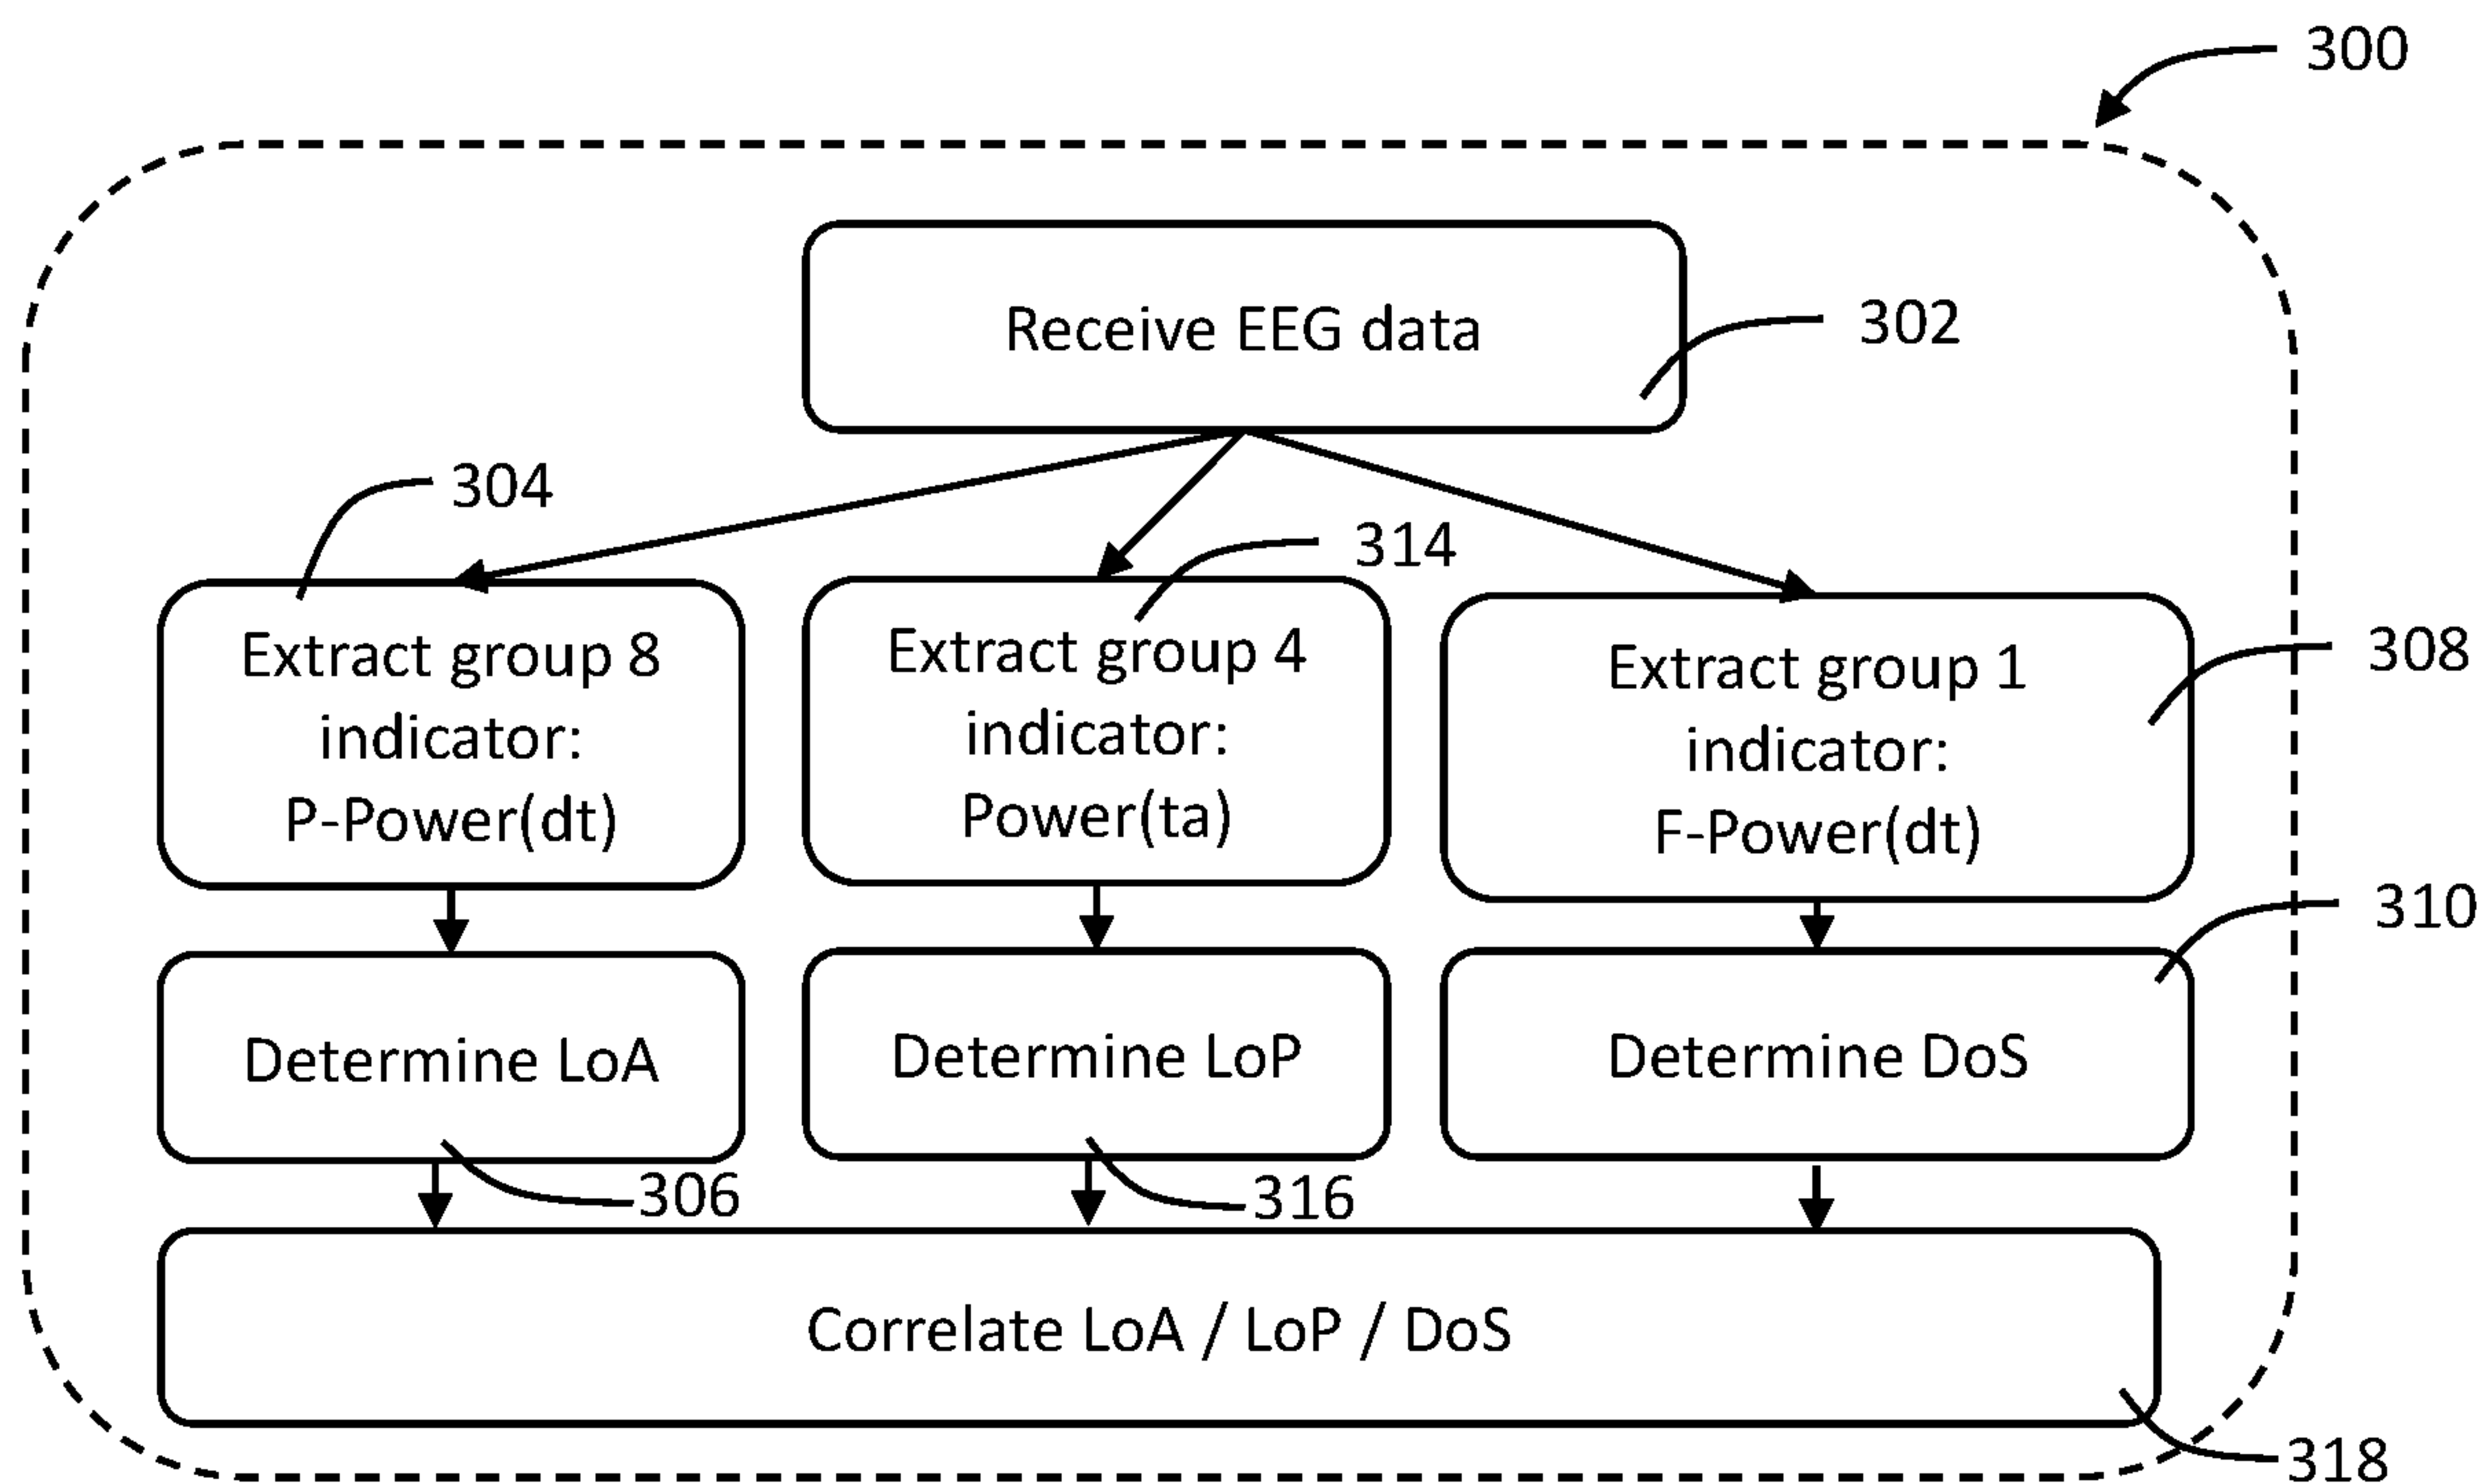 300
Receive EEG data
302
304
314
Extract group 8
indicator:
P-Power(dt)
Extract group 4
indicator:
Power(ta)
Extract group 1
indicator:
F-Power(dt)
308
310
Determine LoA
Determine LoP
Determine DoS
306
316
Correlate LoA / LoP / DoS
318